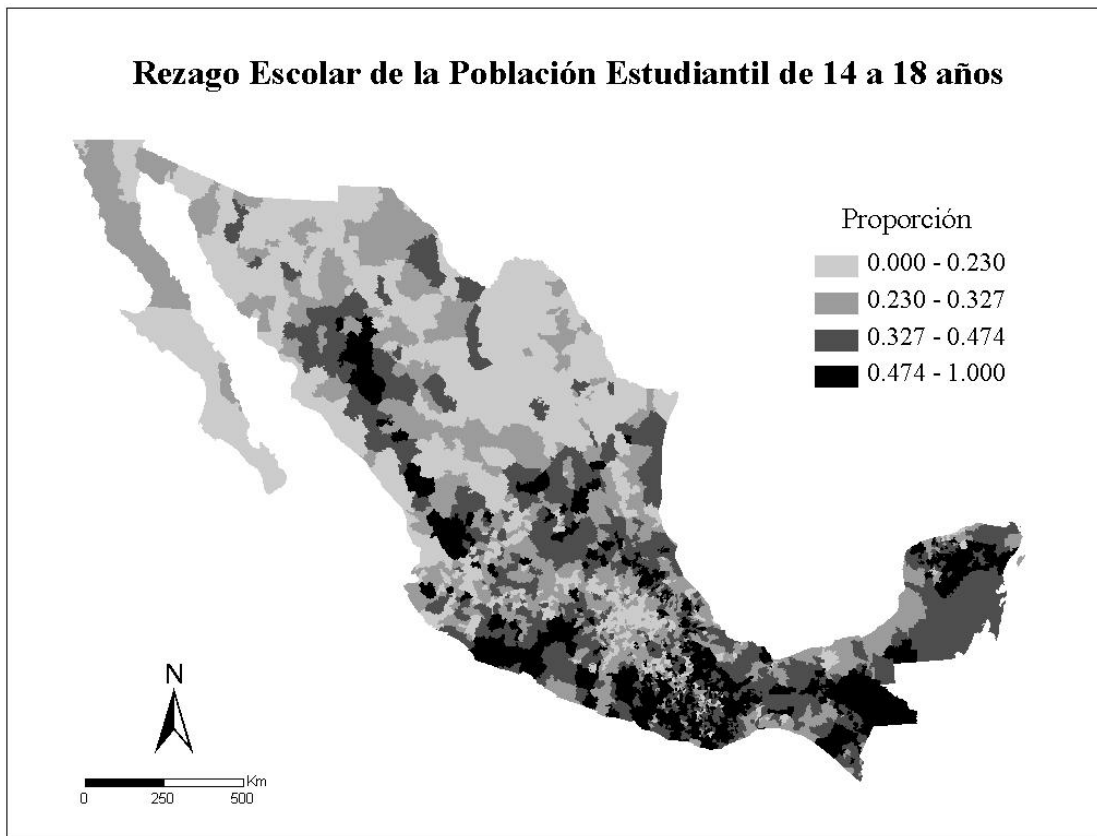 Rezago Escolar de la Población Estudiantil de 14 a 18 años
Proporción
0.000 - 0.230
0.230 - 0.327
0.327 - 0.474
0.474 - 1.000
N
Km
0 250 500